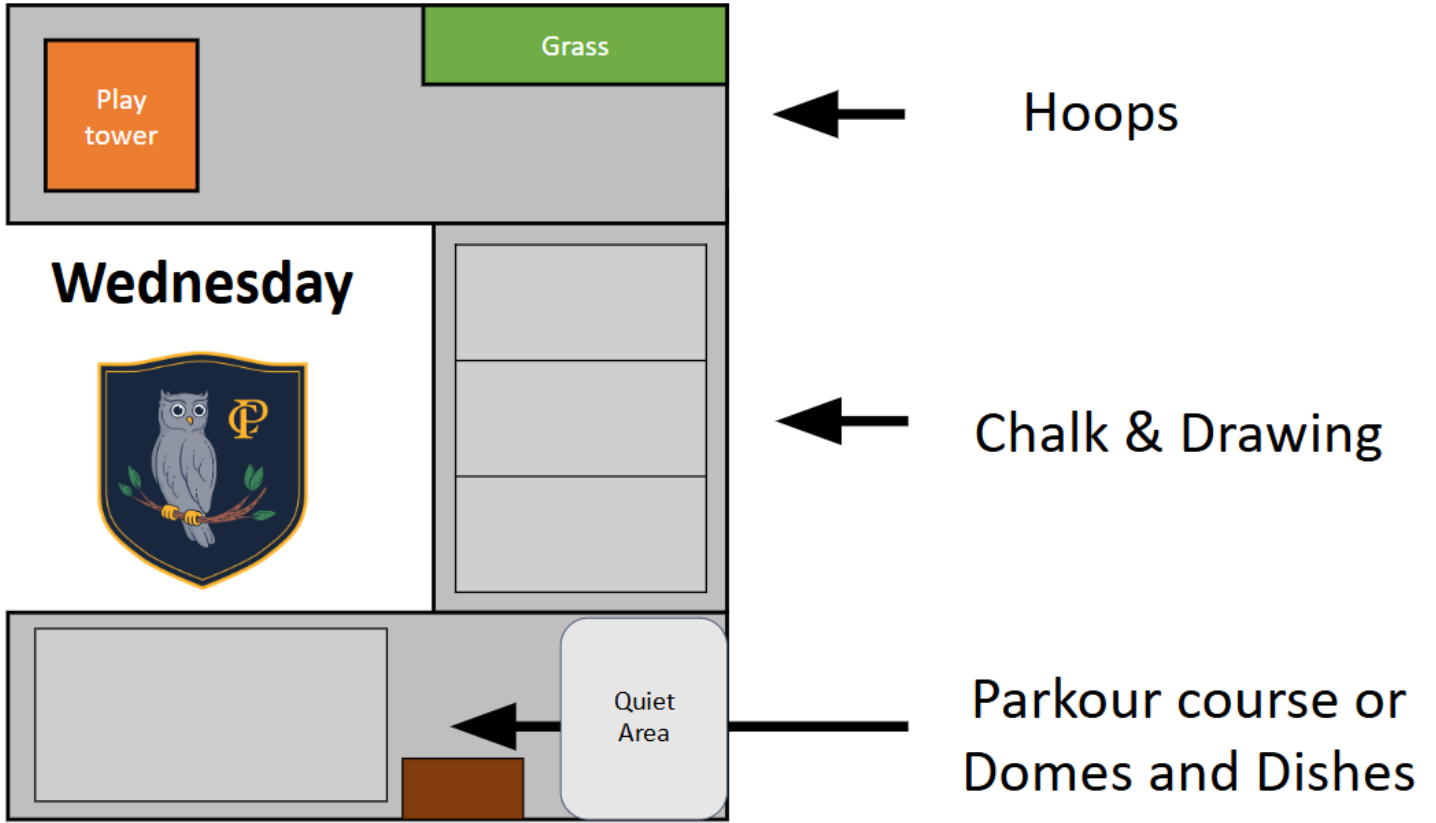 Grass
Play
tower
Hoops
Wednesday
CP
Chalk & Drawing
Quiet
Area
Parkour course or
Domes and Dishes